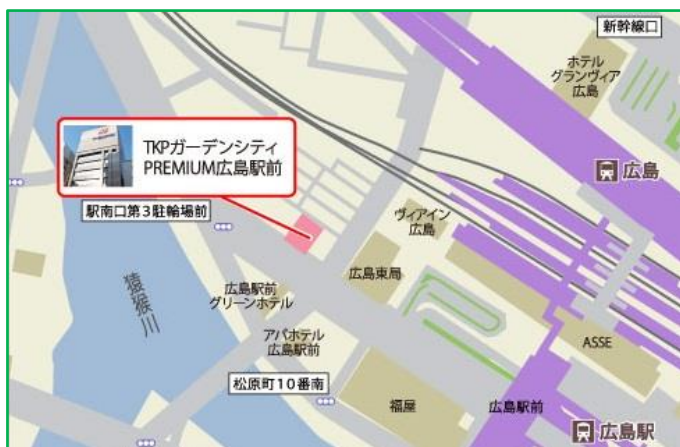 新幹線口
ホテル
グランヴィア
広島
TKPガーデンシティ
PREMIUM広島駅前
広島
駅南口第3駐輪場前
ヴィアイン
広島
猿猴川
広島東局
広島駅前
グリーンホテル
アパホテル
広島駅前
ASSE
松原町10番南
福屋
広島駅前
広島駅